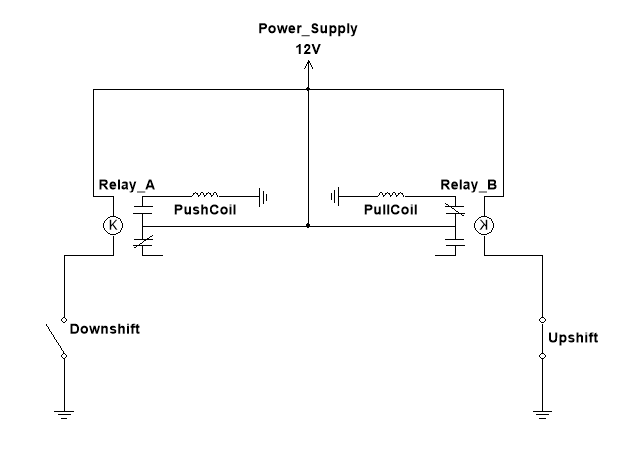 Power_Supply
12V
Relay_A
PushCoil
K
PullCoil
Relay_B
K
Downshift
Upshift